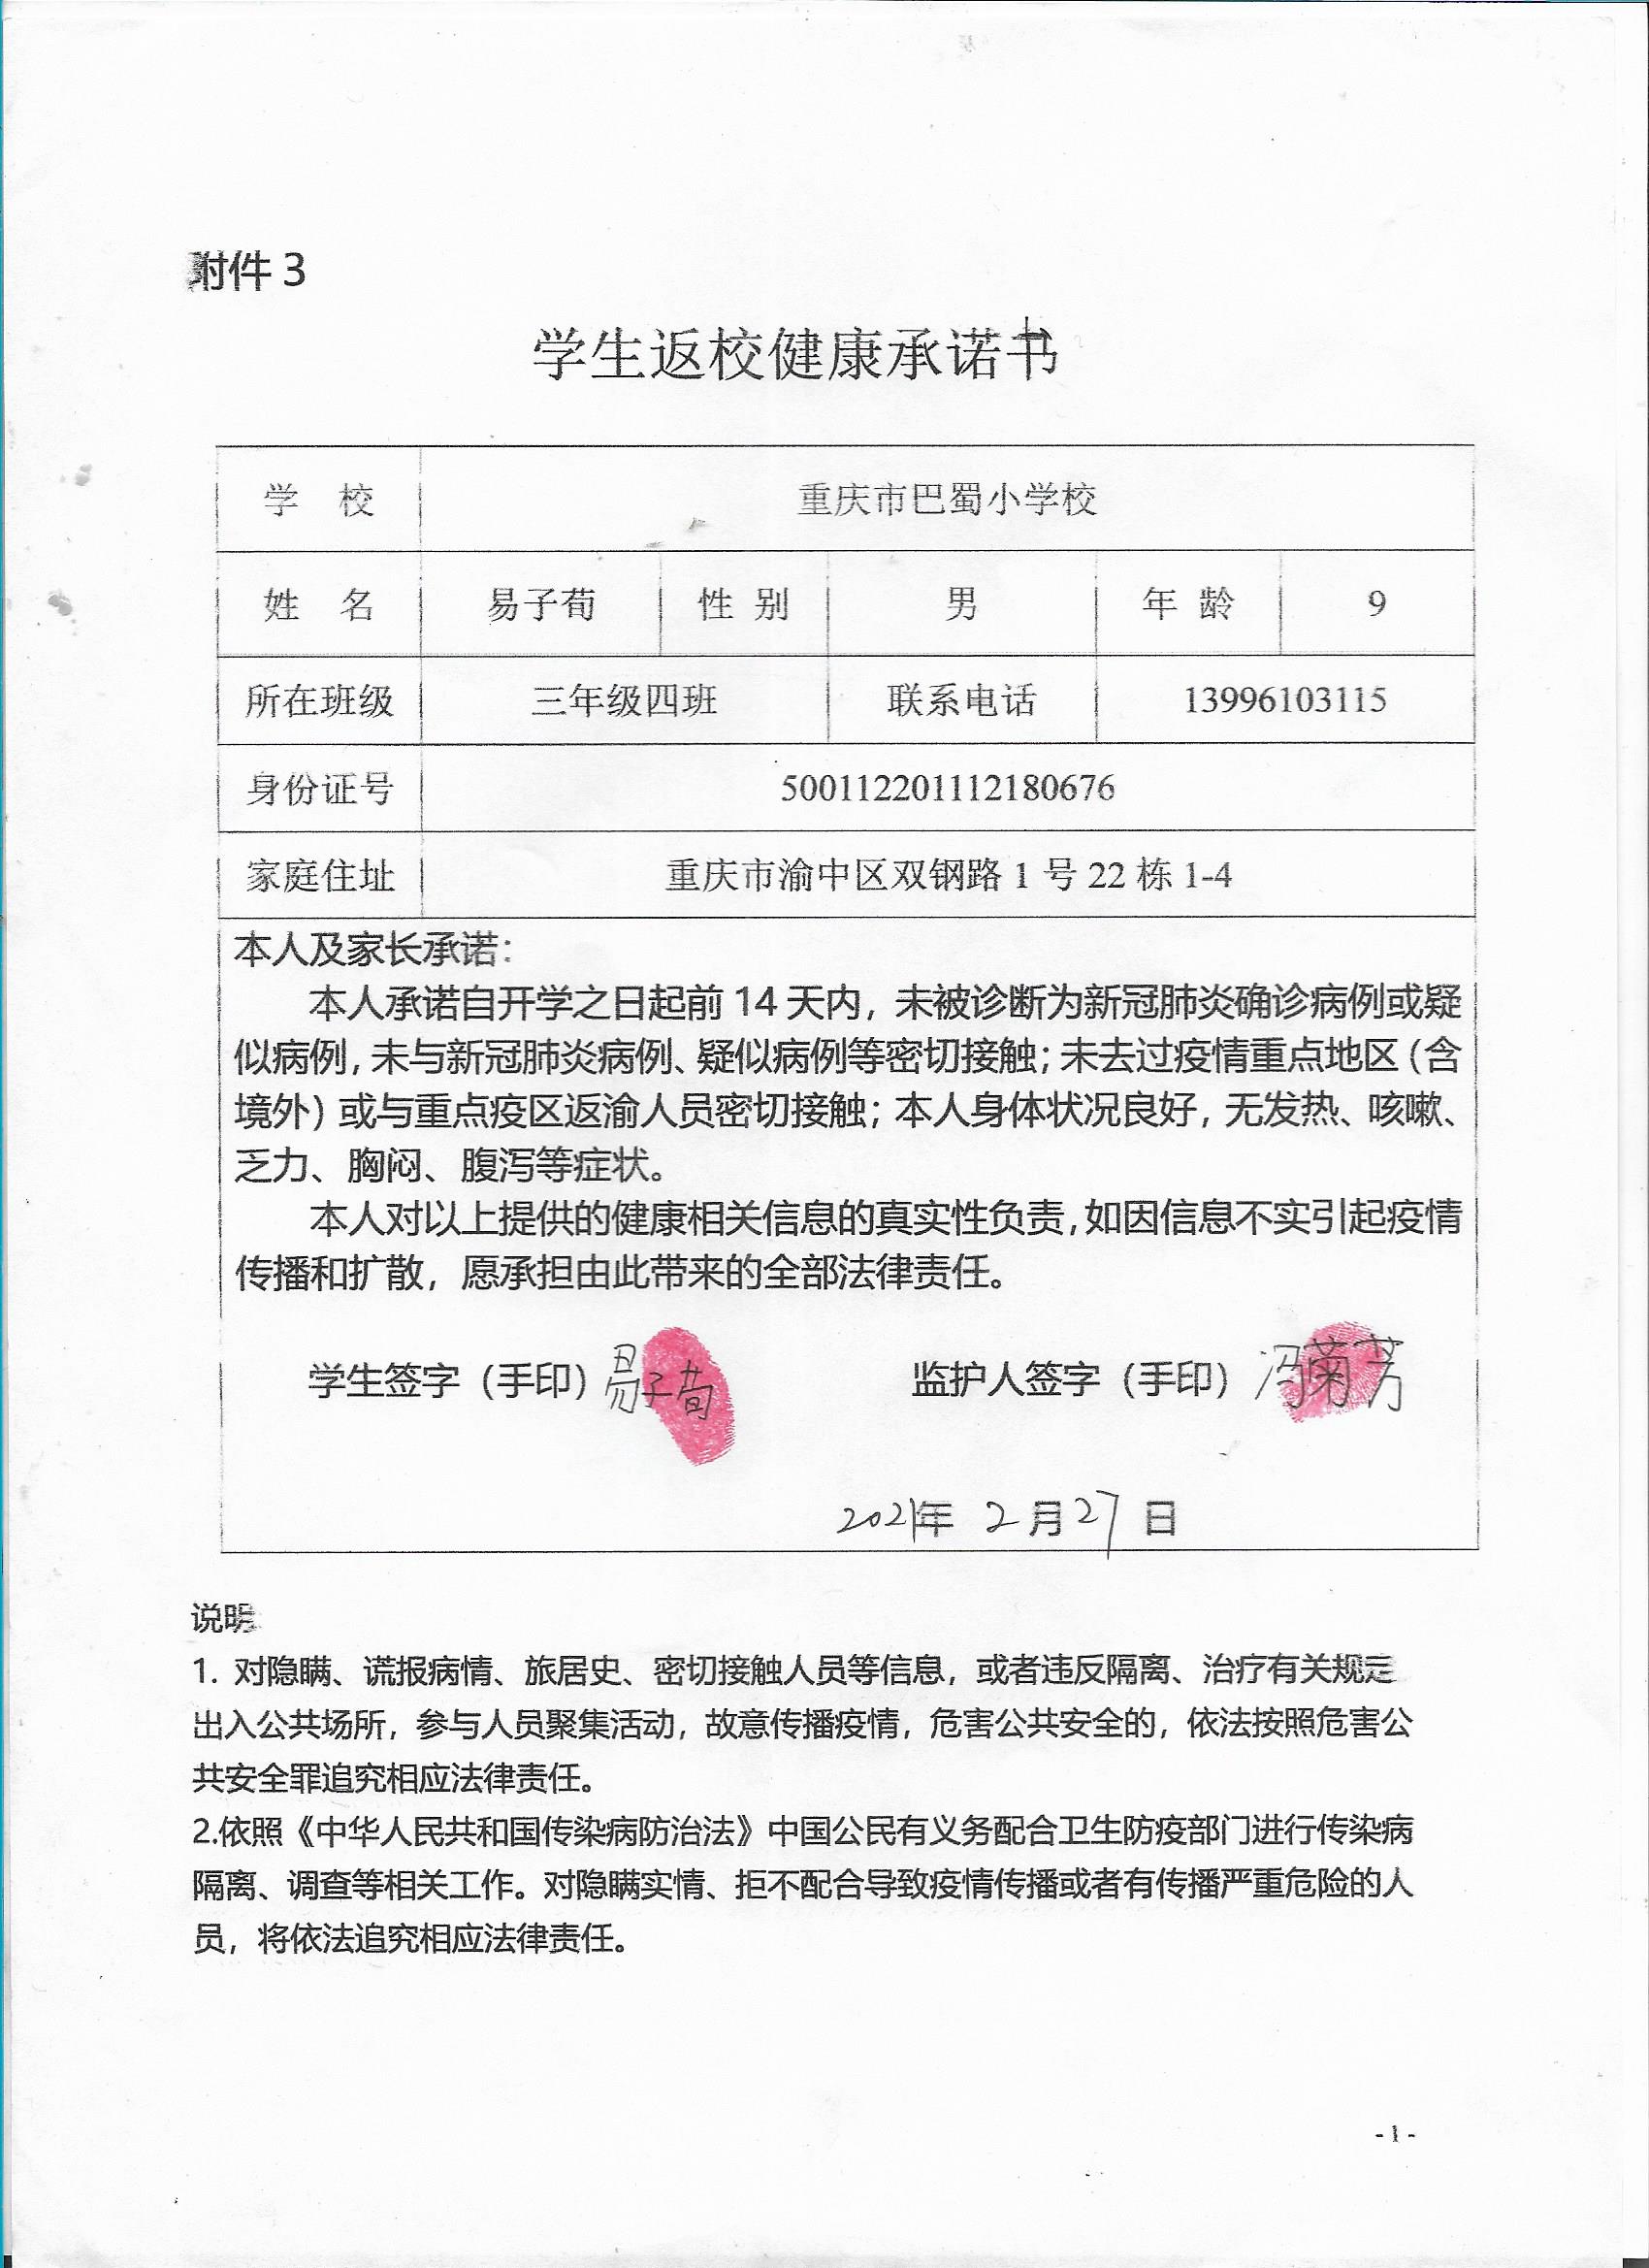 附件 3
学生返校健康承诺书
学 校 重庆市巴蜀小学校
姓 名 易子荀 性 别 男 年 龄 9
所在班级 三年级四班 联系电话 13996103115
身份证号 500112201112180676
家庭住址 重庆市渝中区双钢路 1 号 22 栋 1-4
本人及家长承诺：
本人承诺自开学之日起前 14 天内，未被诊断为新冠肺炎确诊病例或疑
似病例，未与新冠肺炎病例、疑似病例等密切接触；未去过疫情重点地区（含
境外）或与重点疫区返渝人员密切接触；本人身体状况良好，无发热、咳嗽、
乏力、胸闷、腹泻等症状。
本人对以上提供的健康相关信息的真实性负责，如因信息不实引起疫情
传播和扩散，愿承担由此带来的全部法律责任。
学生签字（手印）易子荀 监护人签字（手印）冯菊芳
2021年 2 月 27 日
说明
1. 对隐瞒、谎报病情、旅居史、密切接触人员等信息，或者违反隔离、治疗有关规定
出入公共场所，参与人员聚集活动，故意传播疫情，危害公共安全的，依法按照危害公
共安全罪追究相应法律责任。
2.依照《中华人民共和国传染病防治法》中国公民有义务配合卫生防疫部门进行传染病
隔离、调查等相关工作。对隐瞒实情、拒不配合导致疫情传播或者有传播严重危险的人
员，将依法追究相应法律责任。
- 1 -